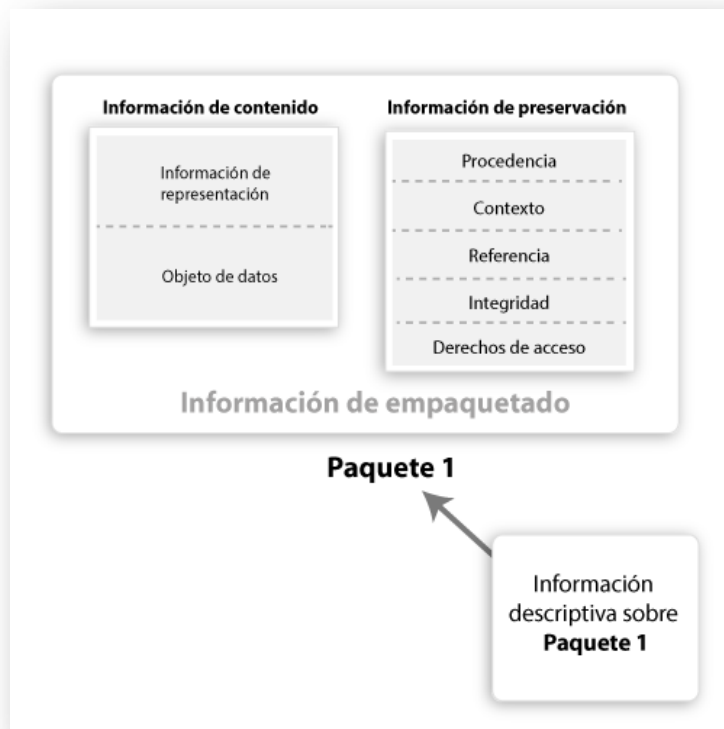 Información de contenido
Información de
representación
Objeto de datos
Información de preservación
Procedencia
Contexto
Referencia
Integridad
Derechos de acceso
Información de empaquetado
Paquete 1
Información
descriptiva sobre
Paquete 1